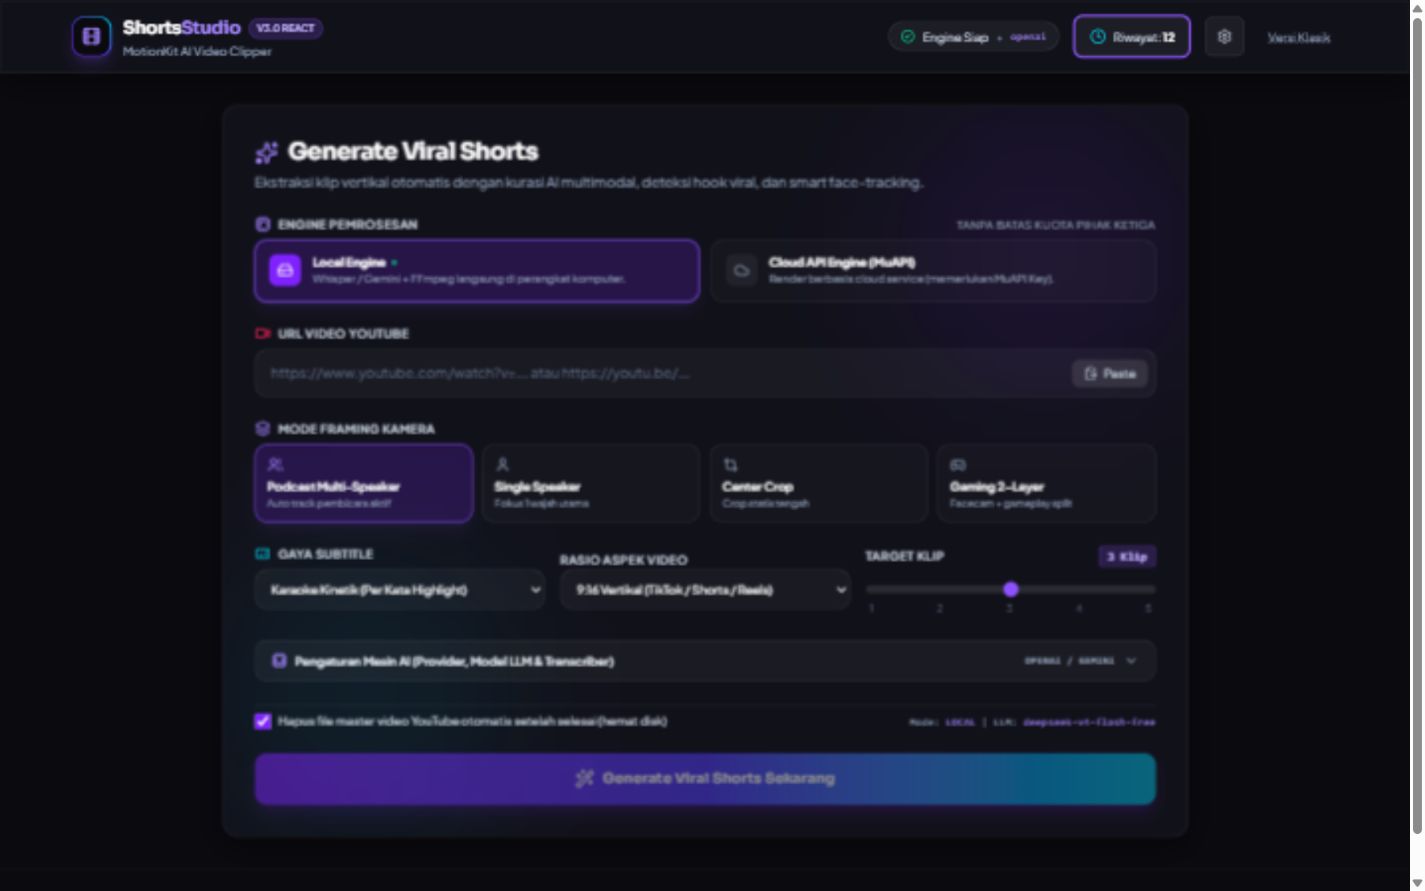 ShortsStudio V3.0 REACT
MotionKit AI Video Clipper
Engine Siap • openai
Riwayat: 12
Versi Klasik
Generate Viral Shorts
Ekstraksi klip vertikal otomatis dengan kurasi AI multimodal, deteksi hook viral, dan smart face-tracking.
ENGINE PEMROSESAN
TANPA BATAS KUOTA PIHAK KETIGA
Local Engine
Whisper / Gemini + FFmpeg langsung di perangkat komputer.
Cloud API Engine (MuAPI)
Render berbasis cloud service (memerlukan MuAPI Key).
URL VIDEO YOUTUBE
https://www.youtube.com/watch?v=... atau https://youtu.be/...
Paste
MODE FRAMING KAMERA
Podcast Multi-Speaker
Auto track pembicara aktif
Single Speaker
Fokus 1 wajah utama
Center Crop
Crop statis tengah
Gaming 2-Layer
Facecam + gameplay split
GAYA SUBTITLE
Karaoke Kinetik (Per Kata Highlight)
RASIO ASPEK VIDEO
9:16 Vertikal (TikTok / Shorts / Reels)
TARGET KLIP
3 Klip
1 2 3 4 5
Pengaturan Mesin AI (Provider, Model LLM & Transcriber)
OPENAI / GEMINI
Hapus file master video YouTube otomatis setelah selesai (hemat disk)
Mode: LOCAL | LLM: deepseek-v4-flash-free
Generate Viral Shorts Sekarang